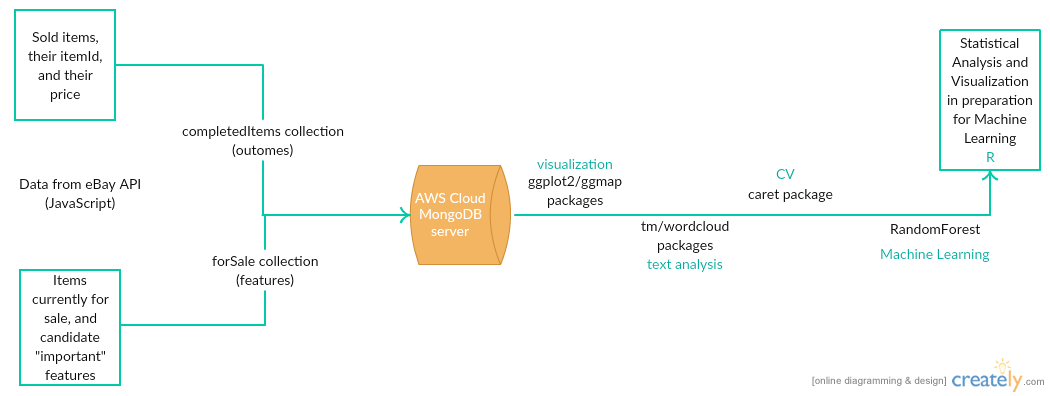 Sold items,
their itemId,
and their
price
completedItems collection
(outomes)
Data from eBay API
(JavaScript)
forSale collection
(features)
Items
currently for
sale, and
candidate
"important"
features
AWS Cloud
MongoDB
server
visualization
ggplot2/ggmap
packages
tm/wordcloud
packages
text analysis
CV
caret package
RandomForest
Machine Learning
Statistical
Analysis and
Visualization
in preparation
for Machine
Learning
R
[online diagramming & design] creately.com